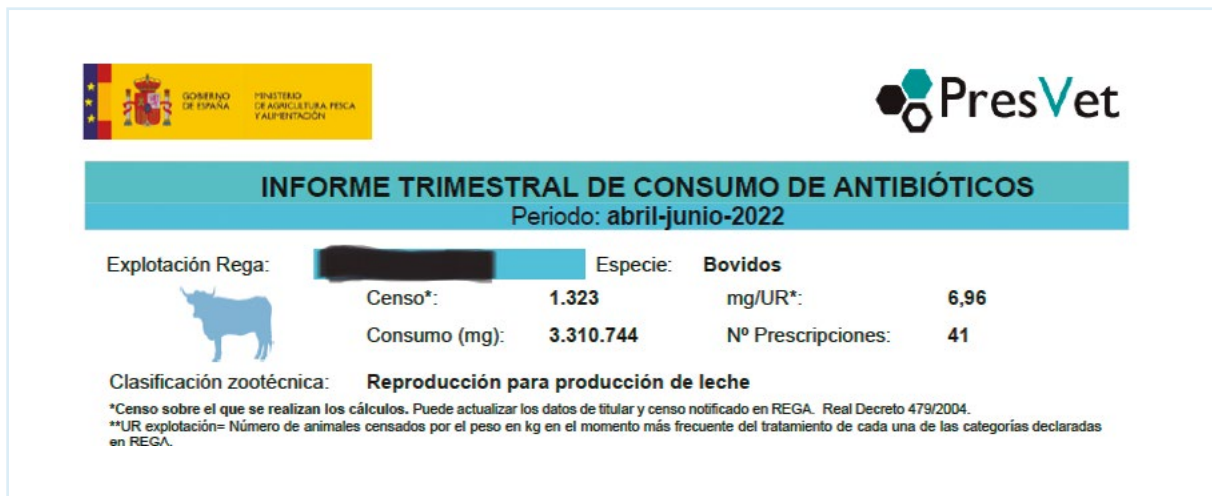 GOBIERNO
DE ESPAÑA
MINISTERIO
DE AGRICULTURA, PESCA
Y ALIMENTACIÓN
PresVet
INFORME TRIMESTRAL DE CONSUMO DE ANTIBIÓTICOS
Periodo: abril-junio-2022
Explotación Rega: Especie: Bovidos
Censo*: 1.323 mg/UR*: 6,96
Consumo (mg): 3.310.744 Nº Prescripciones: 41
Clasificación zootécnica: Reproducción para producción de leche
*Censo sobre el que se realizan los cálculos. Puede actualizar los datos de titular y censo notificado en REGA. Real Decreto 479/2004.
**UR explotación= Número de animales censados por el peso en kg en el momento más frecuente del tratamiento de cada una de las categorías declaradas
en REGA.